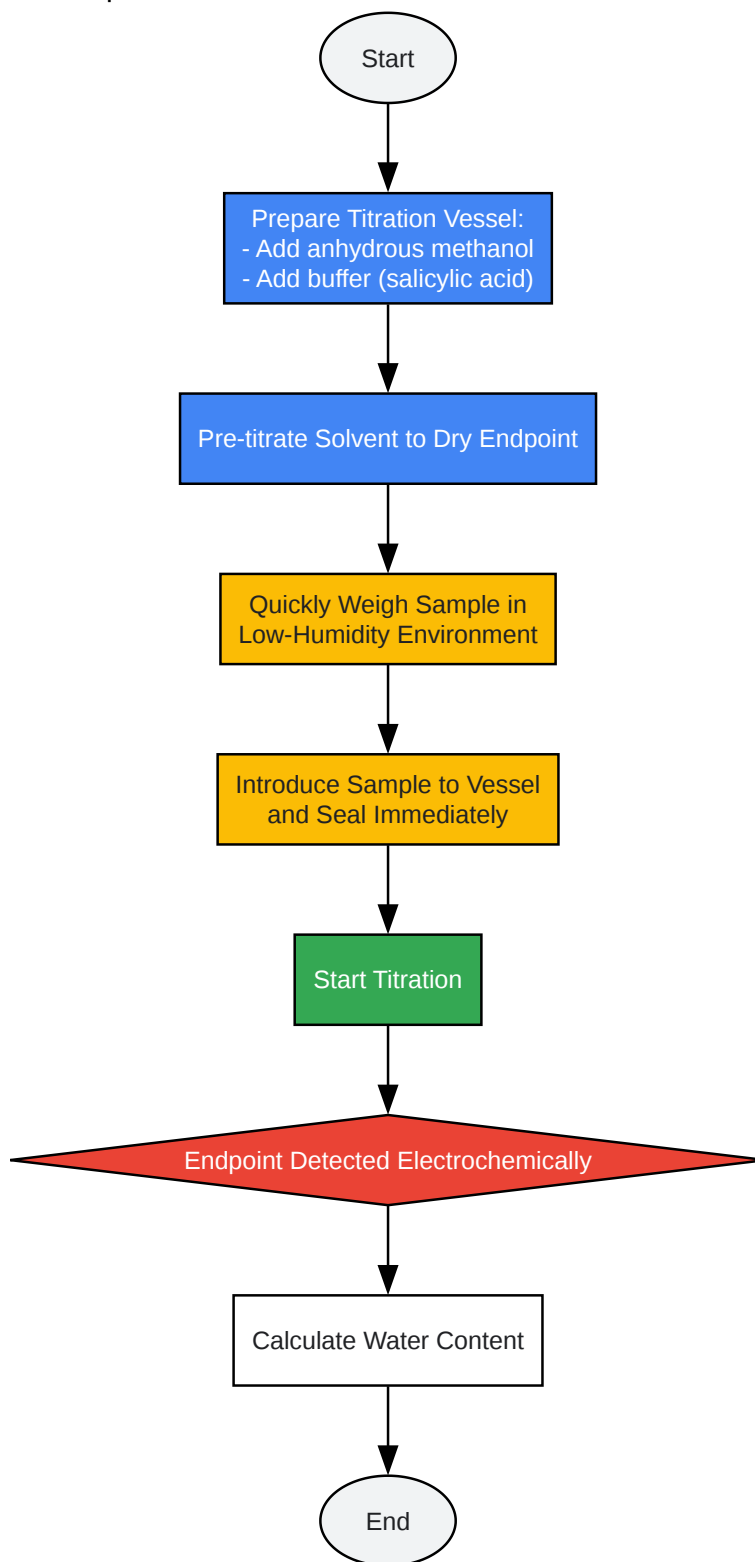 Start
Prepare Titration Vessel:
- Add anhydrous methanol
- Add buffer (salicylic acid)
Pre-titrate Solvent to Dry Endpoint
Quickly Weigh Sample in
Low-Humidity Environment
Introduce Sample to Vessel
and Seal Immediately
Start Titration
Endpoint Detected Electrochemically
Calculate Water Content
End